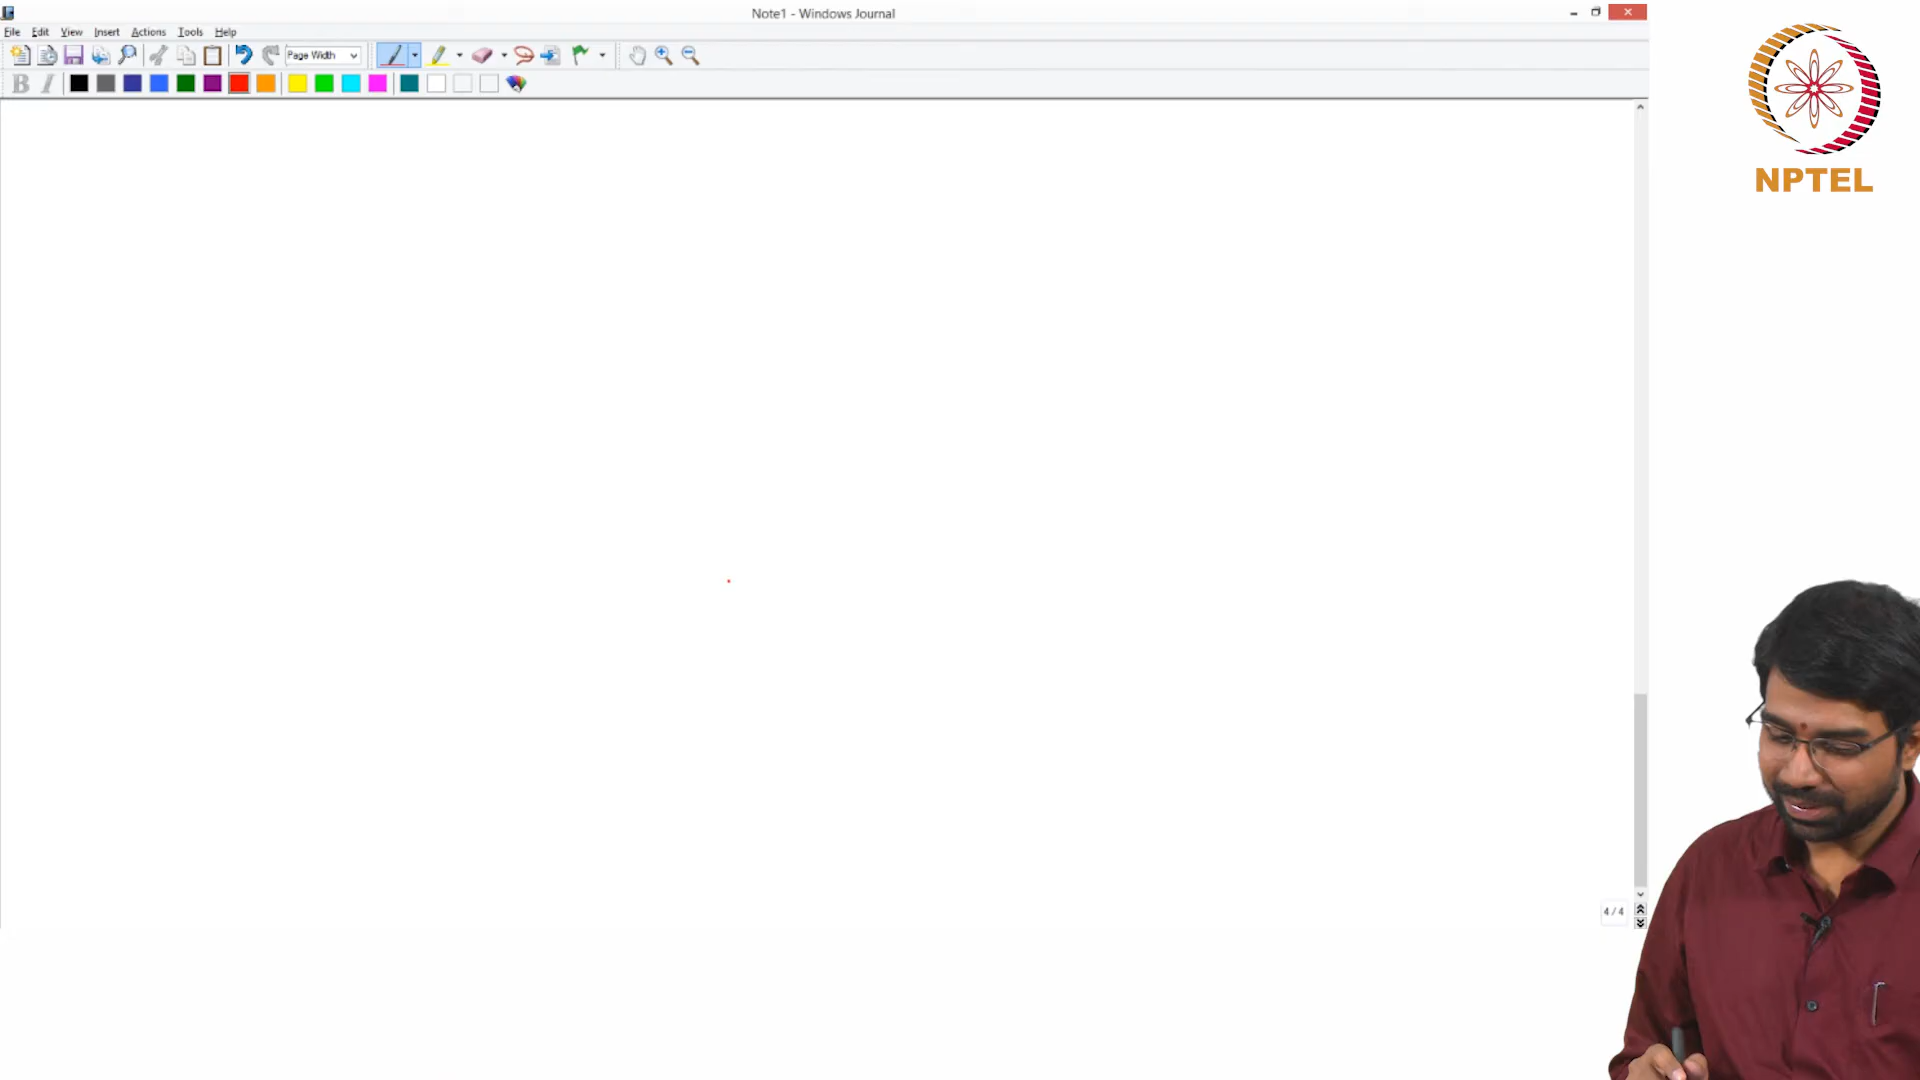 Note1 - Windows Journal
File Edit View Insert Actions Tools Help
Page Width
B I
NPTEL
4 / 4